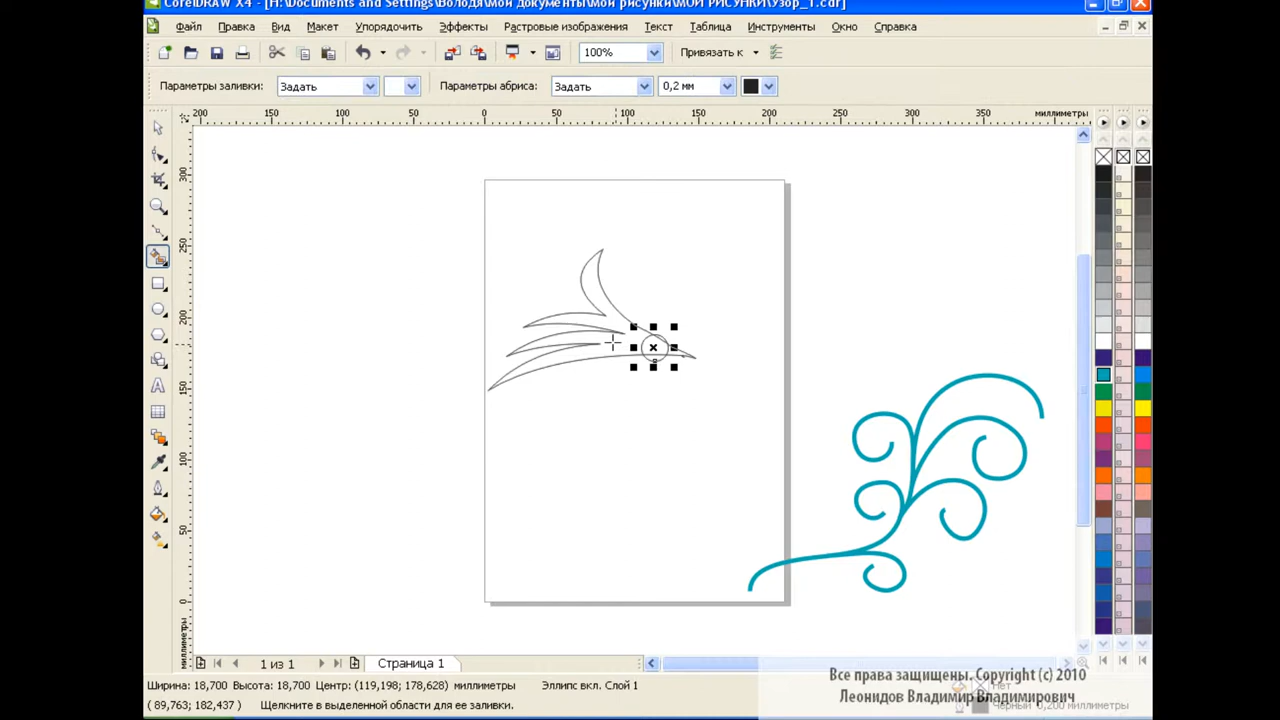 CorelDRAW X4 - [H:\Documents and Settings\Володя\мои документы\мои рисунки\МОИ РИСУНКИ\Узор_1.cdr]
Файл Правка Вид Макет Упорядочить Эффекты Растровые изображения Текст Таблица Инструменты Окно Справка
100% Привязать к
Параметры заливки: Задать Параметры абриса: Задать 0,2 мм
200 150 100 50 0 50 100 150 200 250 300 350 миллиметры
300
250
200
150
100
50
0
миллиметры
1 из 1 Страница 1
Все права защищены. Copyright (c) 2010
Леонидов Владимир Владимирович
Ширина: 18,700 Высота: 18,700 Центр: (119,198; 178,628) миллиметры Эллипс вкл. Слой 1 Нет
( 89,763; 182,437 ) Щелкните в выделенной области для ее заливки. Черный 0,200 миллиметры